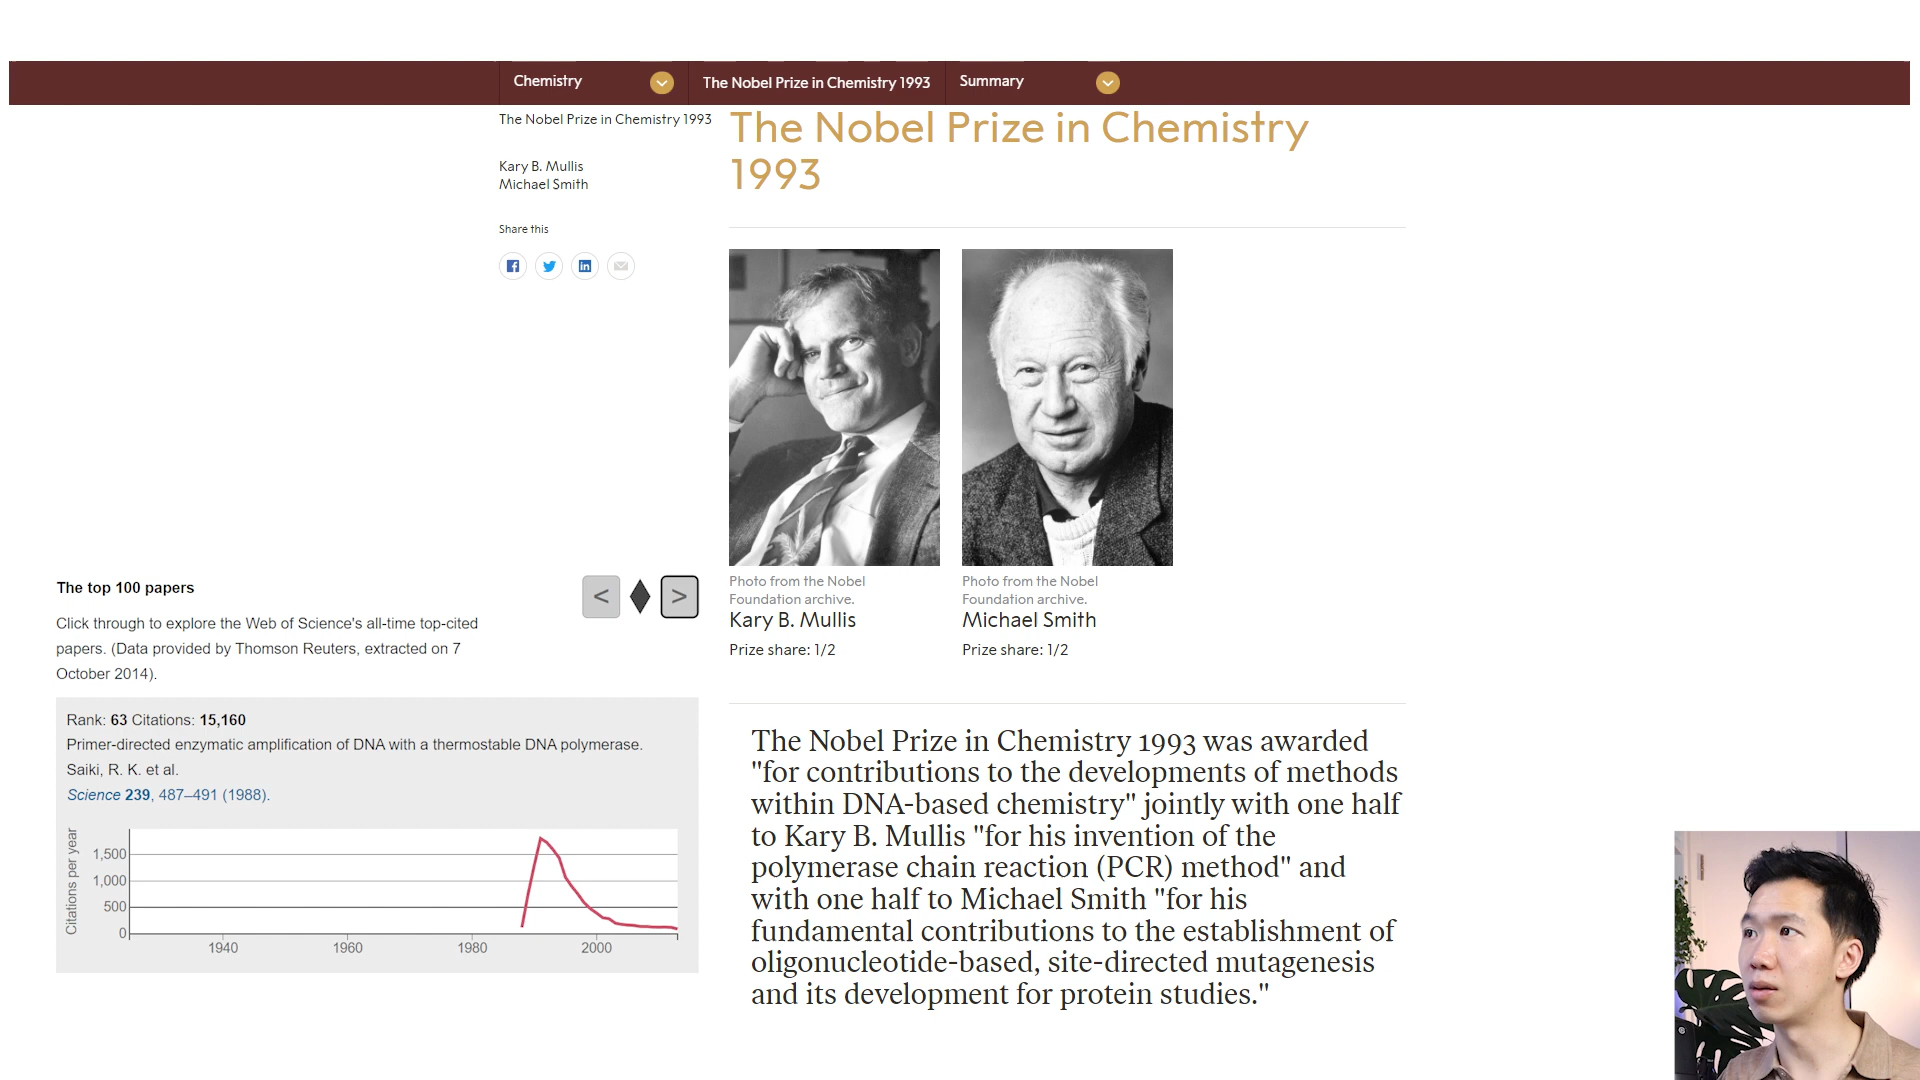 Chemistry
The Nobel Prize in Chemistry 1993
Summary
The Nobel Prize in Chemistry 1993
Kary B. Mullis
Michael Smith
Share this
The Nobel Prize in Chemistry
1993
Photo from the Nobel
Foundation archive.
Kary B. Mullis
Prize share: 1/2
Photo from the Nobel
Foundation archive.
Michael Smith
Prize share: 1/2
The Nobel Prize in Chemistry 1993 was awarded
"for contributions to the developments of methods
within DNA-based chemistry" jointly with one half
to Kary B. Mullis "for his invention of the
polymerase chain reaction (PCR) method" and
with one half to Michael Smith "for his
fundamental contributions to the establishment of
oligonucleotide-based, site-directed mutagenesis
and its development for protein studies."
The top 100 papers
< >
Click through to explore the Web of Science's all-time top-cited
papers. (Data provided by Thomson Reuters, extracted on 7
October 2014).
Rank: 63 Citations: 15,160
Primer-directed enzymatic amplification of DNA with a thermostable DNA polymerase.
Saiki, R. K. et al.
Science 239, 487–491 (1988).
Citations per year
1,500
1,000
500
0
1940 1960 1980 2000